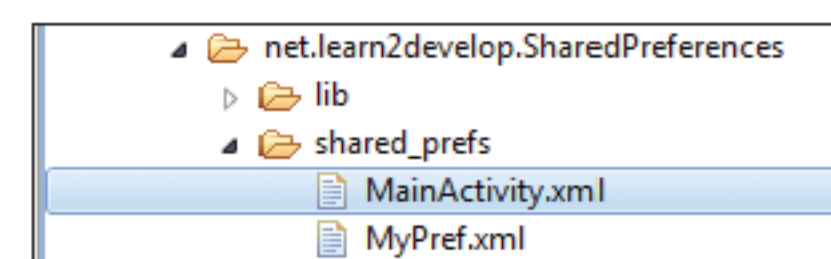 net.learn2develop.SharedPreferences
lib
shared_prefs
MainActivity.xml
MyPref.xml